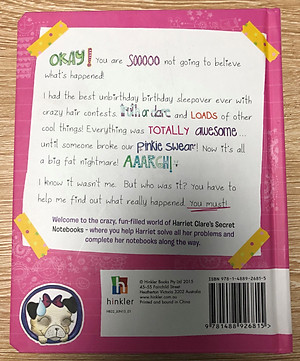 OKAY! You are SOOOOO not going to believe
what's happened!
I had the best unbirthday birthday sleepover ever with
crazy hair contests, truth or dare and LOADS of other
cool things! Everything was TOTALLY awesome...
until someone broke our pinkie swear! Now it's all
a big fat nightmare! AAARGH!
I know it wasn't me. But who was it? You have to
help me find out what really happened. You must!
Welcome to the crazy, fun-filled world of Harriet Clare's Secret
Notebooks - where you help Harriet solve all her problems and
complete her notebooks along the way.
hinkler
© Hinkler Books Pty Ltd 2015
45–55 Fairchild Street
Heatherton Victoria 3202 Australia
www.hinkler.com.au
Printed and bound in China
ISBN 978-1-4889-2681-5
9 781488 926815 >